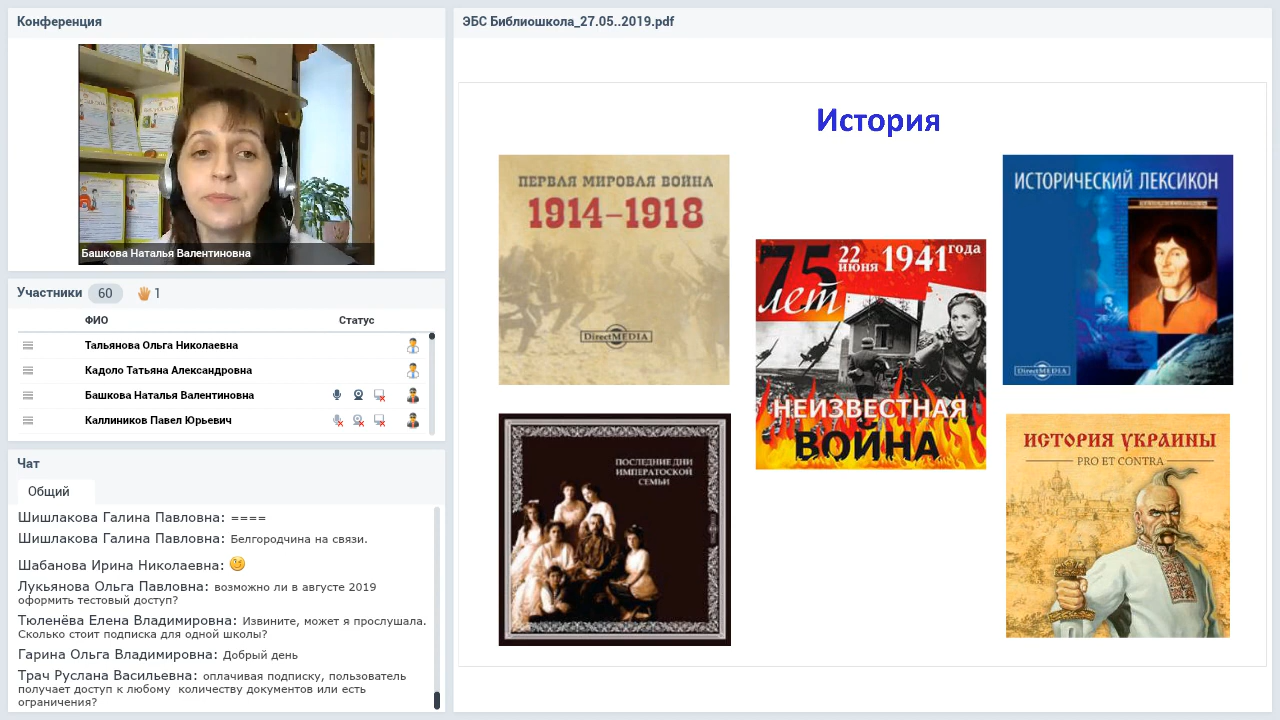 Конференция
Башкова Наталья Валентиновна
Участники 60 1
ФИО Статус
Тальянова Ольга Николаевна
Кадоло Татьяна Александровна
Башкова Наталья Валентиновна
Каллиников Павел Юрьевич
Чат
Общий
Шишлакова Галина Павловна: ====
Шишлакова Галина Павловна: Белгородчина на связи.
Шабанова Ирина Николаевна:
Лукьянова Ольга Павловна: возможно ли в августе 2019
оформить тестовый доступ?
Тюленёва Елена Владимировна: Извините, может я прослушала.
Сколько стоит подписка для одной школы?
Гарина Ольга Владимировна: Добрый день
Трач Руслана Васильевна: оплачивая подписку, пользователь
получает доступ к любому количеству документов или есть
ограничения?
ЭБС Библиошкола_27.05..2019.pdf
История
ПЕРВАЯ МИРОВАЯ ВОЙНА
1914–1918
DirectMEDIA
75 лет
22 июня 1941 года
НЕИЗВЕСТНАЯ
ВОЙНА
ИСТОРИЧЕСКИЙ ЛЕКСИКОН
DirectMEDIA
ПОСЛЕДНИЕ ДНИ
ИМПЕРАТОСКОЙ
СЕМЬИ
ИСТОРИЯ УКРАИНЫ
PRO ET CONTRA